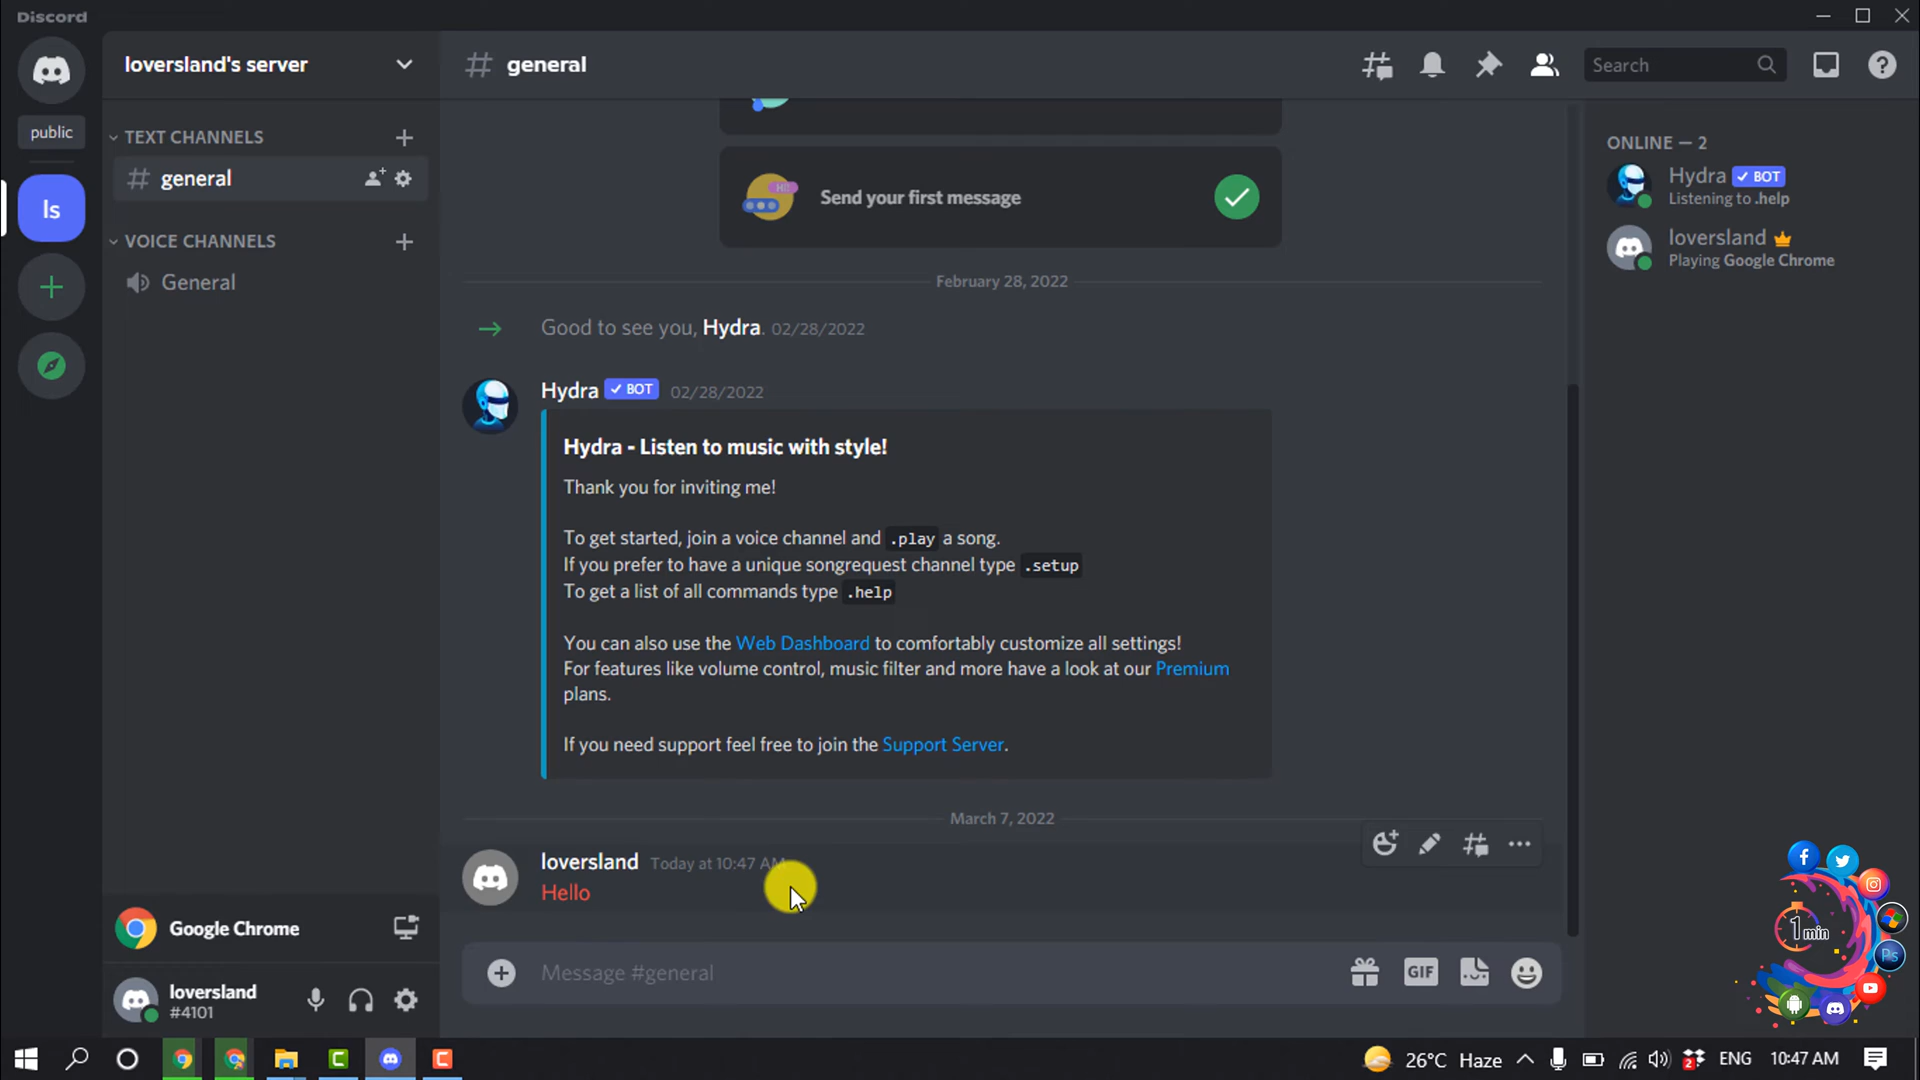 Discord
loversland's server
general
Search
public
TEXT CHANNELS
general
ls
VOICE CHANNELS
General
HI!
Send your first message
February 28, 2022
Good to see you, Hydra. 02/28/2022
Hydra BOT 02/28/2022
Hydra - Listen to music with style!
Thank you for inviting me!
To get started, join a voice channel and .play a song.
If you prefer to have a unique songrequest channel type .setup
To get a list of all commands type .help
You can also use the Web Dashboard to comfortably customize all settings!
For features like volume control, music filter and more have a look at our Premium
plans.
If you need support feel free to join the Support Server.
March 7, 2022
loversland Today at 10:47 AM
Hello
Message #general
GIF
ONLINE — 2
Hydra BOT
Listening to .help
loversland
Playing Google Chrome
Google Chrome
loversland
#4101
1 min
Ps
26°C Haze
2
ENG
10:47 AM